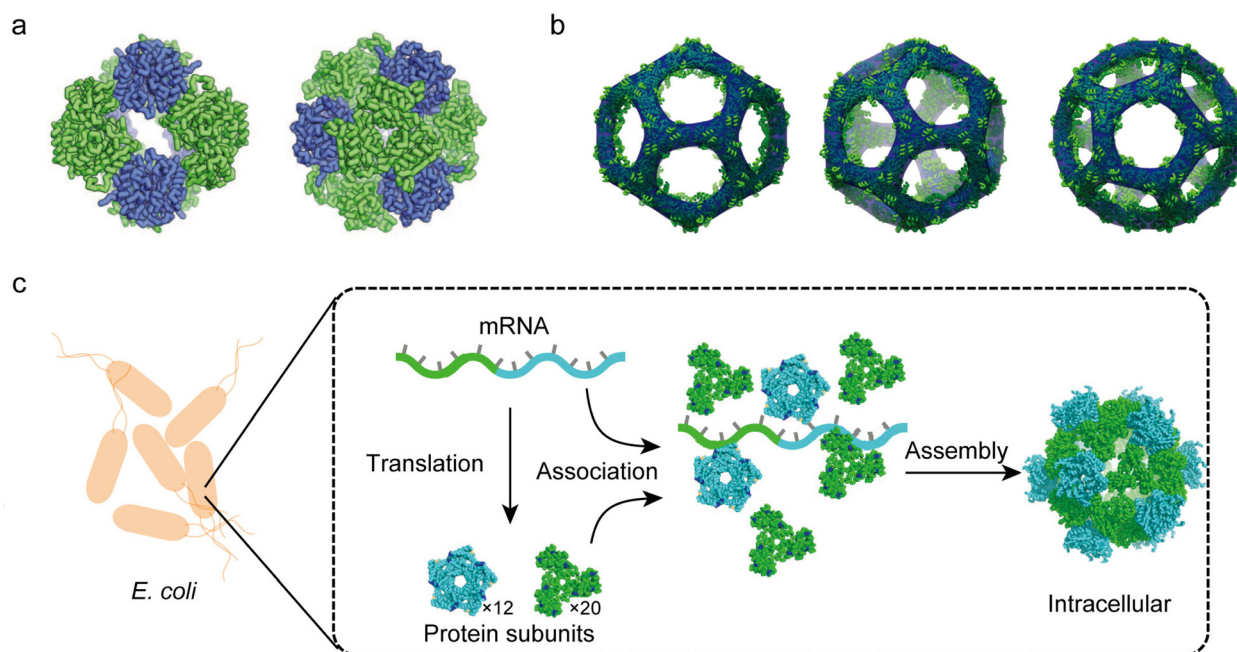 a
b
c
mRNA
Translation
Association
Assembly
×12
×20
Protein subunits
E. coli
Intracellular